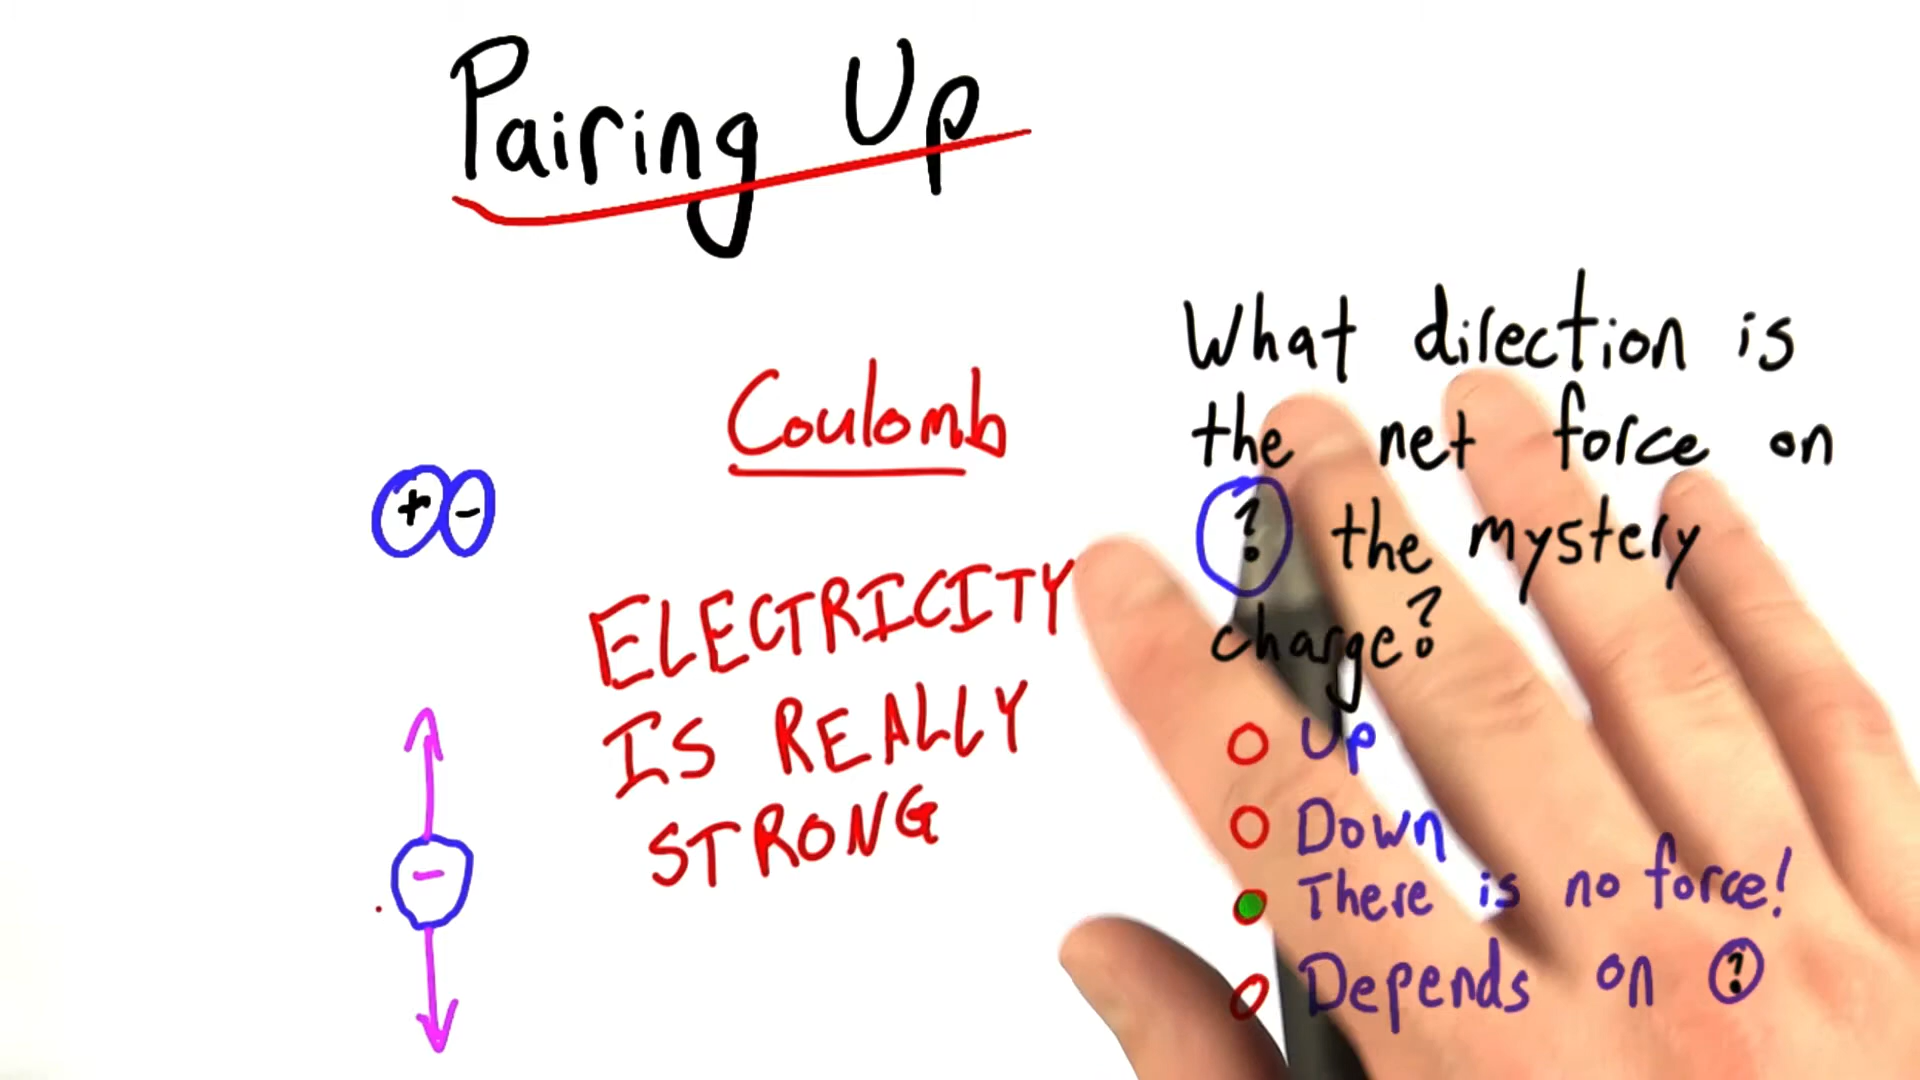 Pairing Up
Coulomb
+ -
ELECTRICITY
IS REALLY
STRONG
-
What direction is
the net force on
? the mystery
charge?
Up
Down
There is no force!
Depends on ?